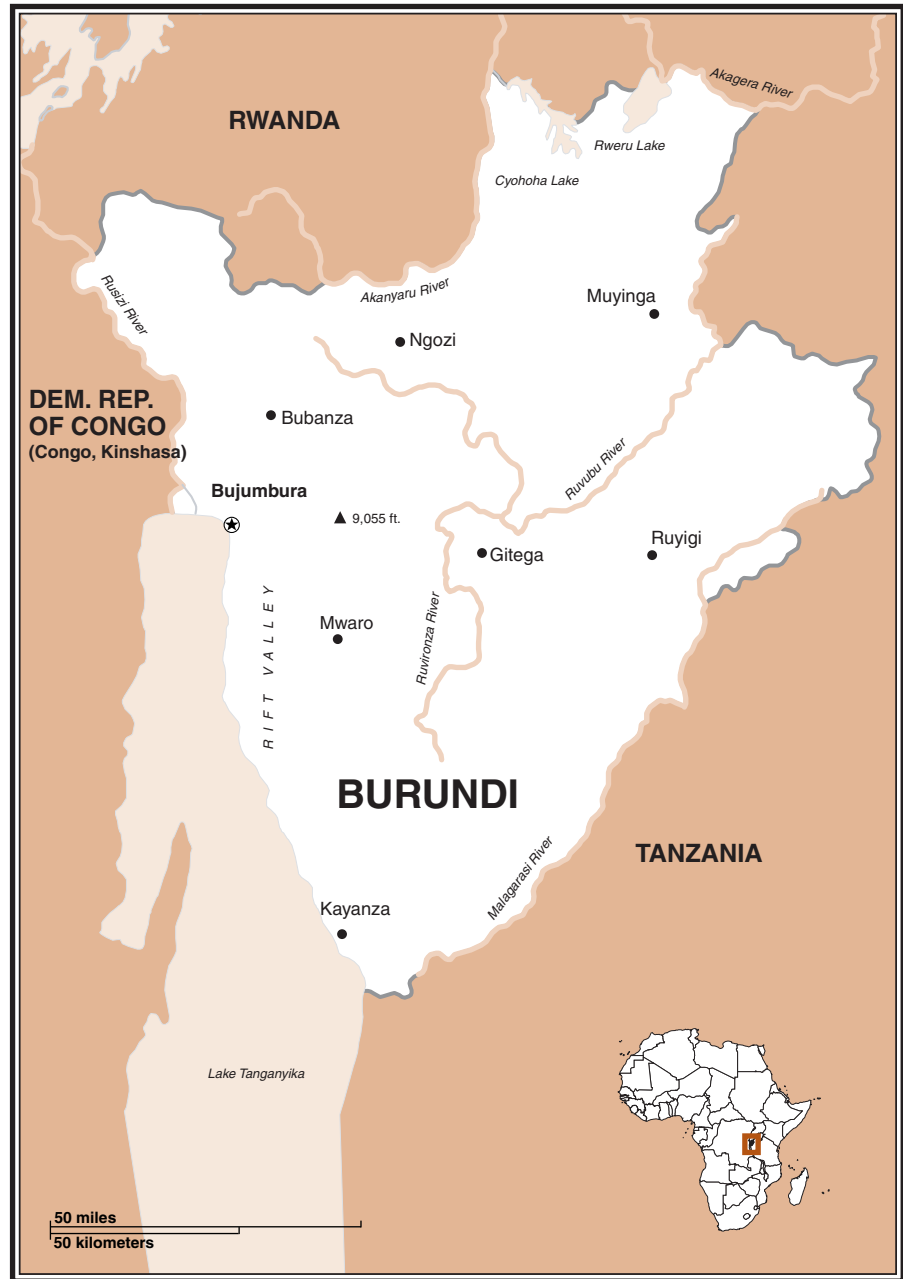 Akagera River
RWANDA
Rweru Lake
Cyohoha Lake
Rusizi River
Akanyaru River
Muyinga
Ngozi
DEM. REP.
OF CONGO
(Congo, Kinshasa)
Bubanza
Ruvubu River
Bujumbura
9,055 ft.
Gitega
Ruyigi
RIFT VALLEY
Mwaro
Ruvironza River
BURUNDI
TANZANIA
Malagarasi River
Kayanza
Lake Tanganyika
50 miles
50 kilometers